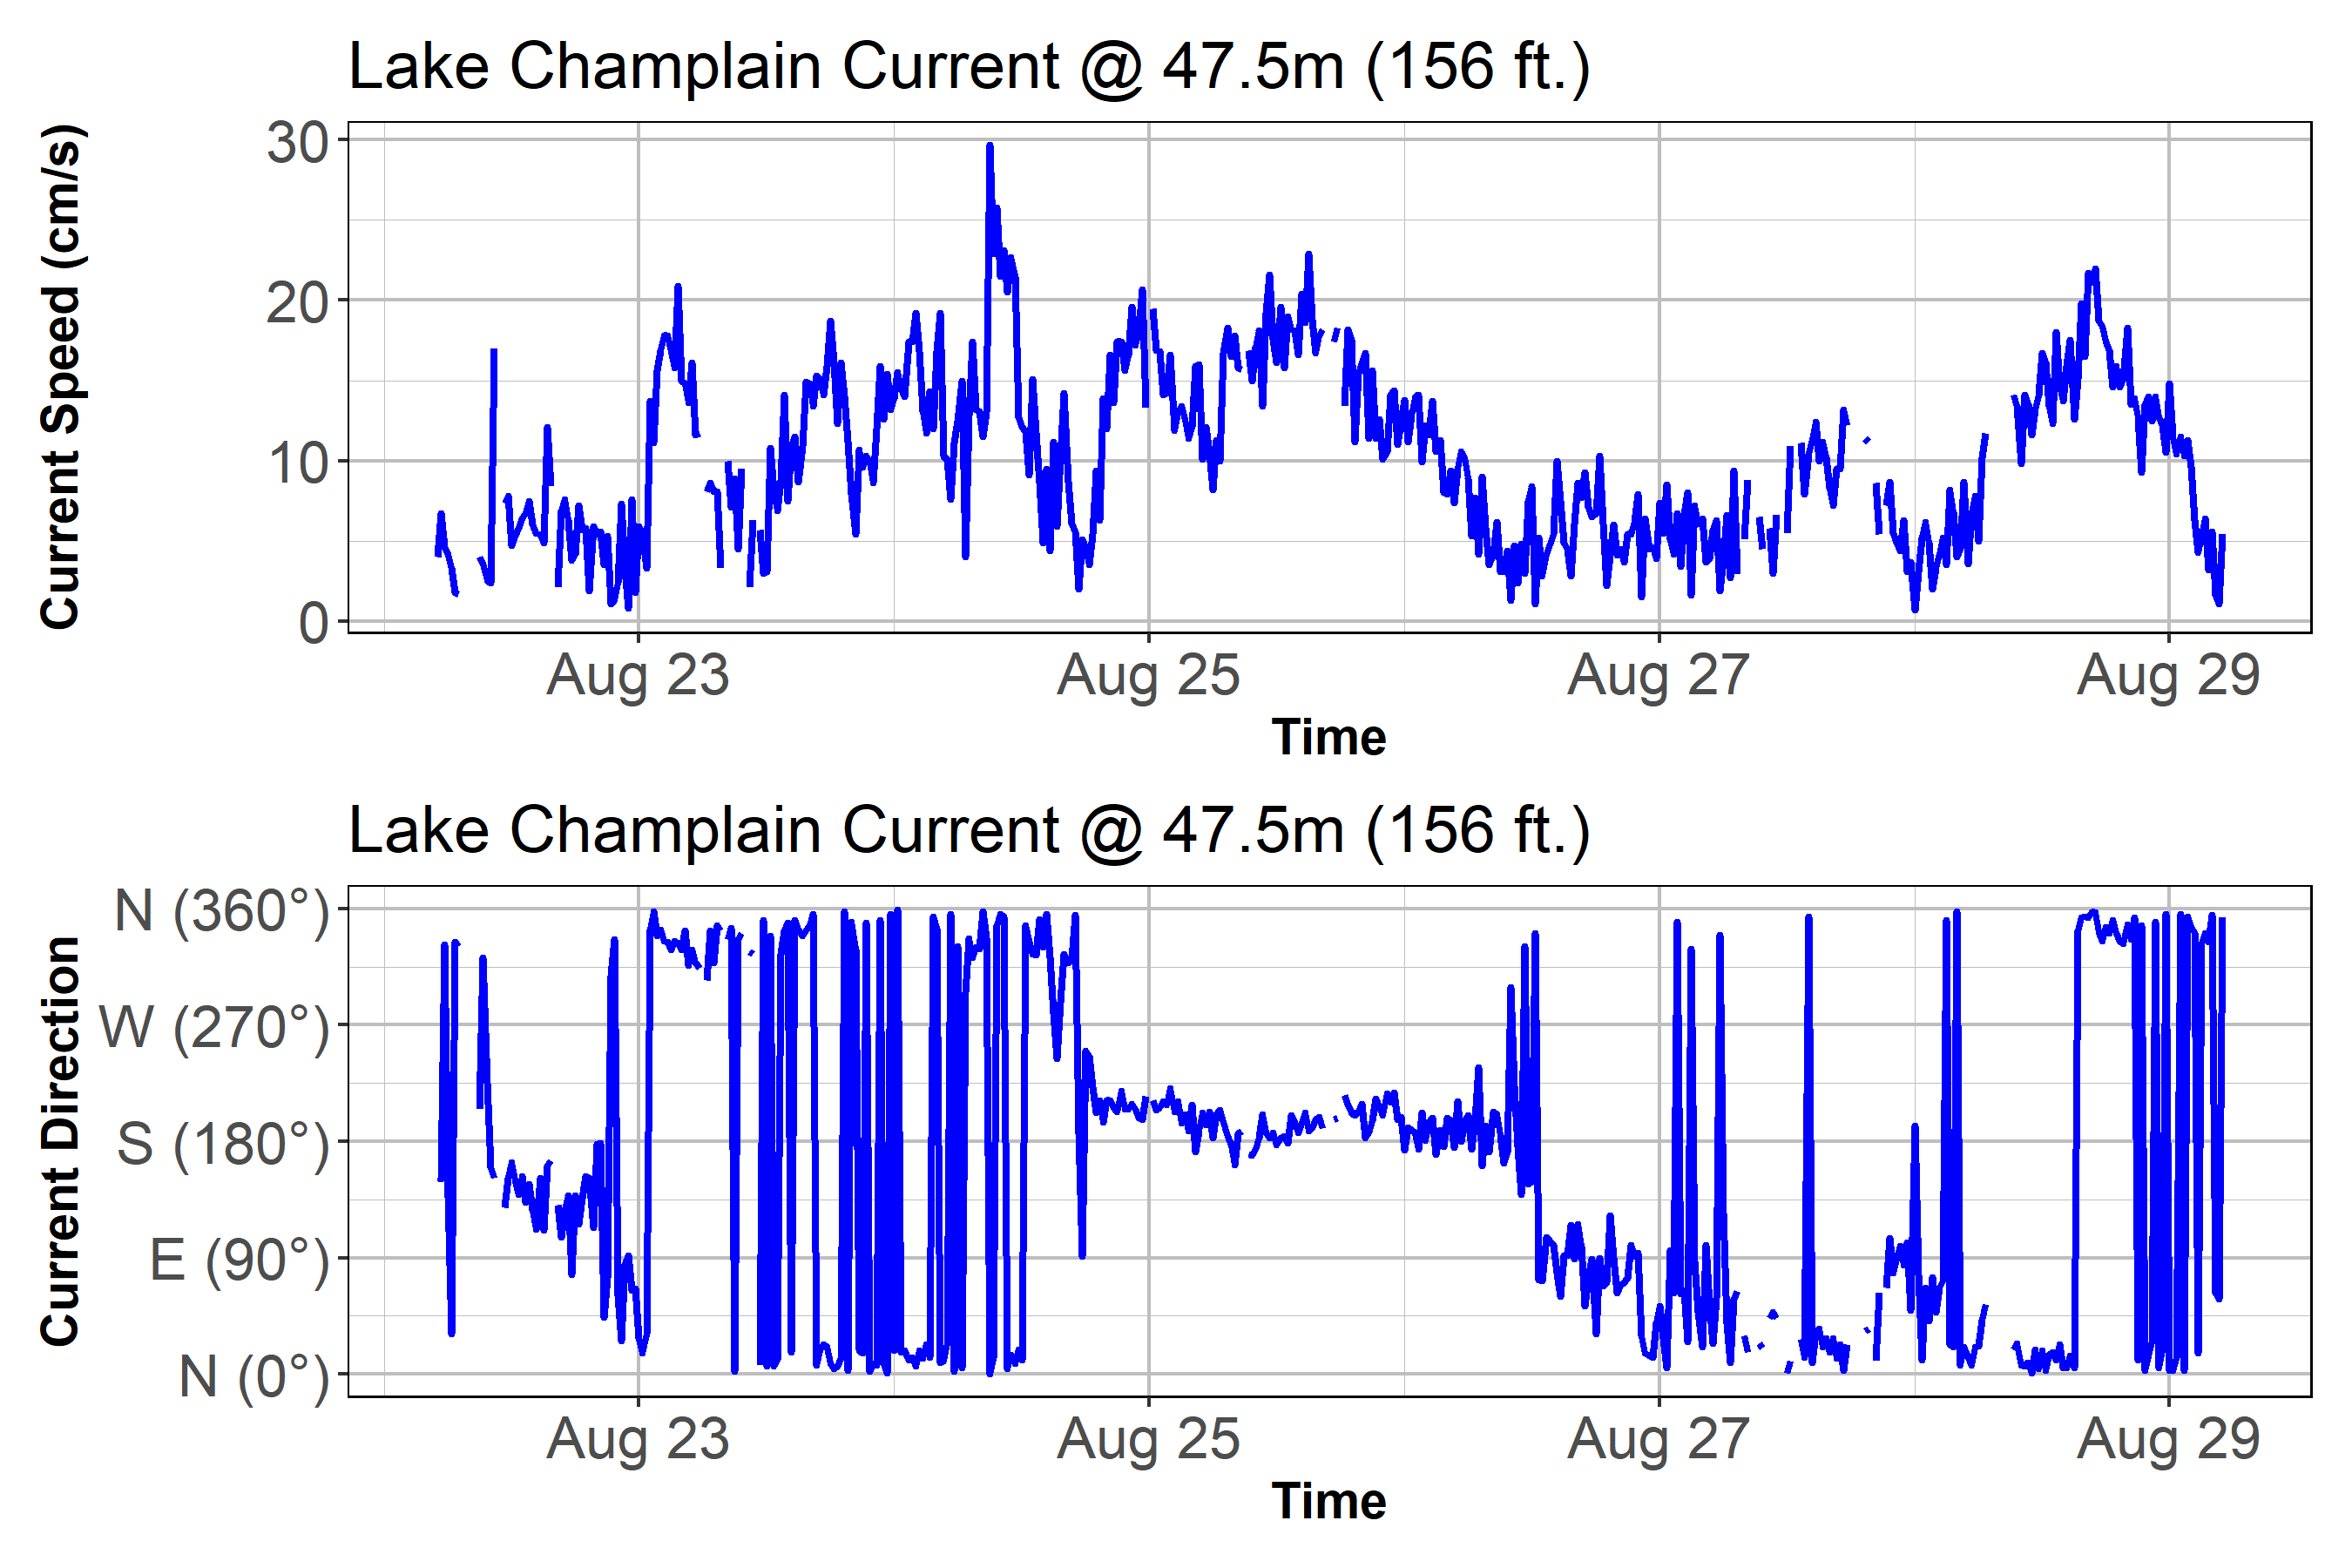 Lake Champlain Current @ 47.5m (156 ft.)
Current Speed (cm/s)
30
20
10
0
Aug 23 Aug 25 Aug 27 Aug 29
Time
Lake Champlain Current @ 47.5m (156 ft.)
Current Direction
N (360°)
W (270°)
S (180°)
E (90°)
N (0°)
Aug 23 Aug 25 Aug 27 Aug 29
Time